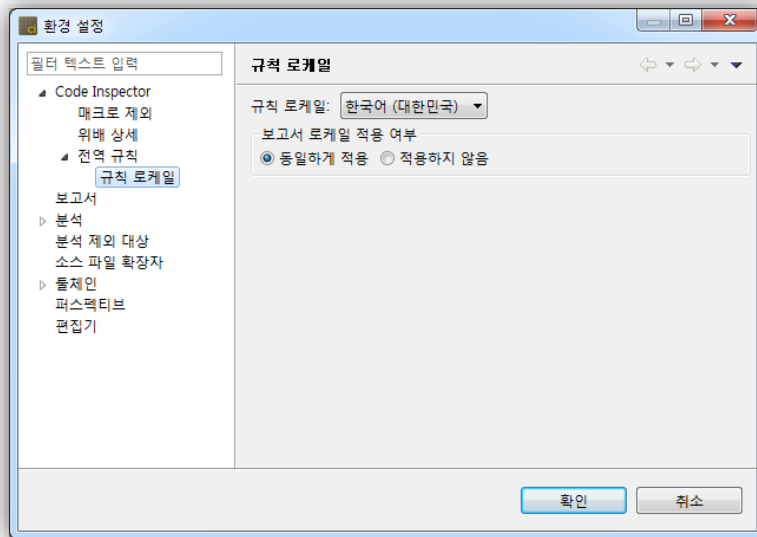 환경 설정
필터 텍스트 입력
Code Inspector
매크로 제외
위배 상세
전역 규칙
규칙 로케일
보고서
분석
분석 제외 대상
소스 파일 확장자
툴체인
퍼스펙티브
편집기
규칙 로케일
규칙 로케일: 한국어 (대한민국)
보고서 로케일 적용 여부
동일하게 적용 적용하지 않음
확인 취소